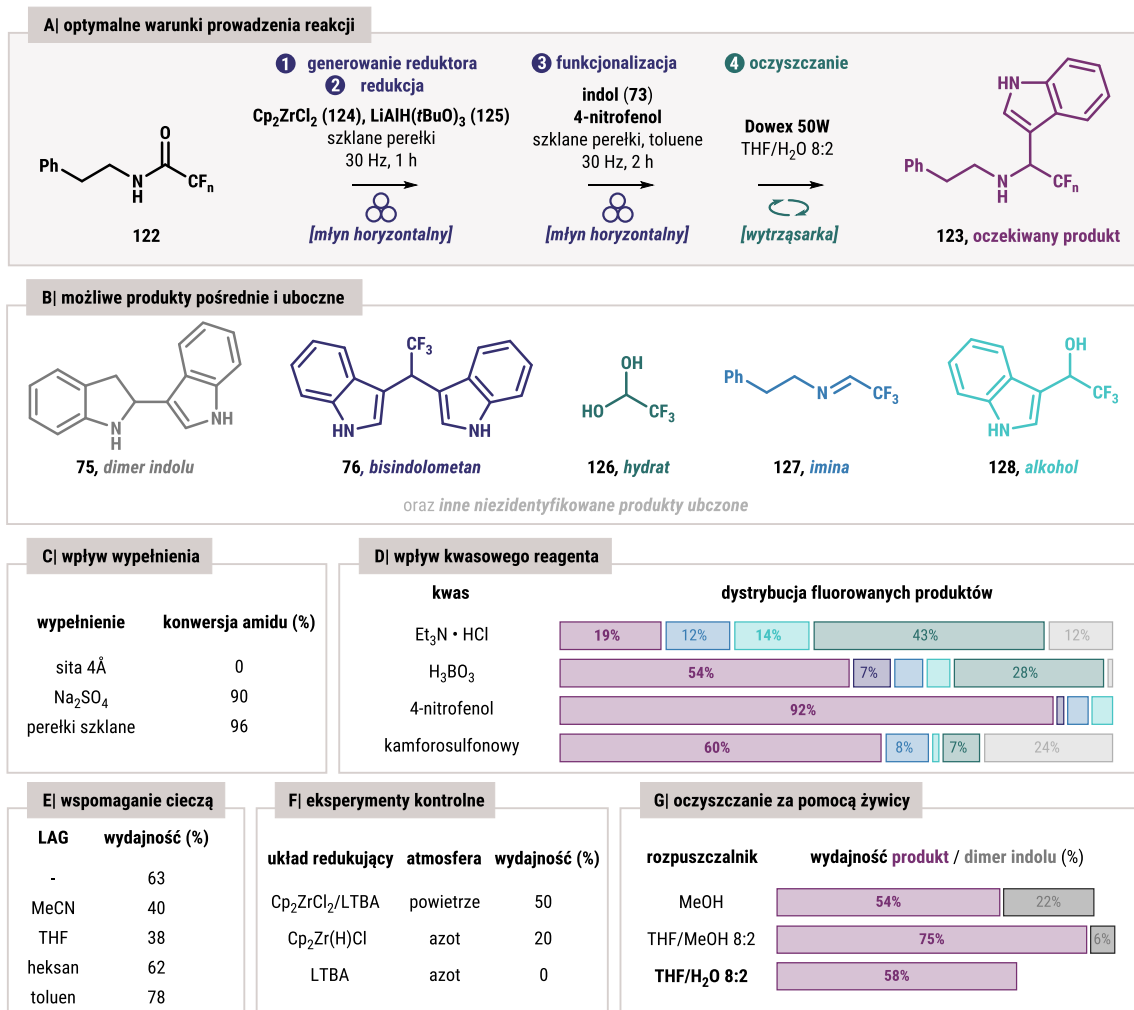 A| optymalne warunki prowadzenia reakcji
1 generowanie reduktora
2 redukcja
Cp2ZrCl2 (124), LiAlH(tBuO)3 (125)
szklane perełki
30 Hz, 1 h
[młyn horyzontalny]
3 funkcjonalizacja
indol (73)
4-nitrofenol
szklane perełki, toluene
30 Hz, 2 h
[młyn horyzontalny]
4 oczyszczanie
Dowex 50W
THF/H2O 8:2
[wytrząsarka]
Ph
O
N
H
CFn
122
HN
Ph
N
H
CFn
123, oczekiwany produkt
B| możliwe produkty pośrednie i uboczne
N
H
NH
75, dimer indolu
CF3
HN
NH
76, bisindolometan
OH
HO
CF3
126, hydrat
Ph
N
CF3
127, imina
OH
CF3
HN
128, alkohol
oraz inne niezidentyfikowane produkty ubczone
C| wpływ wypełnienia
wypełnienie konwersja amidu (%)
sita 4Å 0
Na2SO4 90
perełki szklane 96
D| wpływ kwasowego reagenta
kwas dystrybucja fluorowanych produktów
Et3N • HCl 19% 12% 14% 43% 12%
H3BO3 54% 7% 28%
4-nitrofenol 92%
kamforosulfonowy 60% 8% 7% 24%
E| wspomaganie cieczą
LAG wydajność (%)
- 63
MeCN 40
THF 38
heksan 62
toluen 78
F| eksperymenty kontrolne
układ redukujący atmosfera wydajność (%)
Cp2ZrCl2/LTBA powietrze 50
Cp2Zr(H)Cl azot 20
LTBA azot 0
G| oczyszczanie za pomocą żywicy
rozpuszczalnik wydajność produkt / dimer indolu (%)
MeOH 54% 22%
THF/MeOH 8:2 75% 6%
THF/H2O 8:2 58%